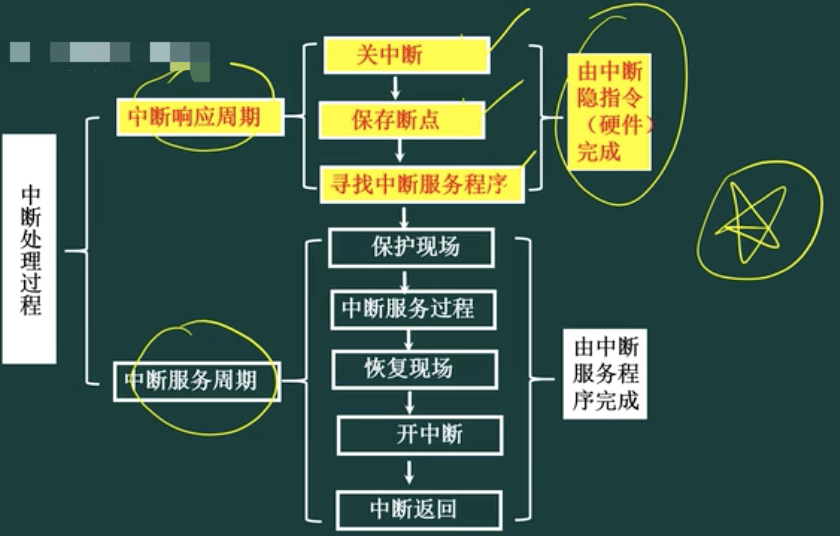 关中断
由中断
隐指令
（硬件）
完成
中断响应周期
保存断点
寻找中断服务程序
中断处理过程
保护现场
中断服务过程
由中断
服务程
序完成
中断服务周期
恢复现场
开中断
中断返回